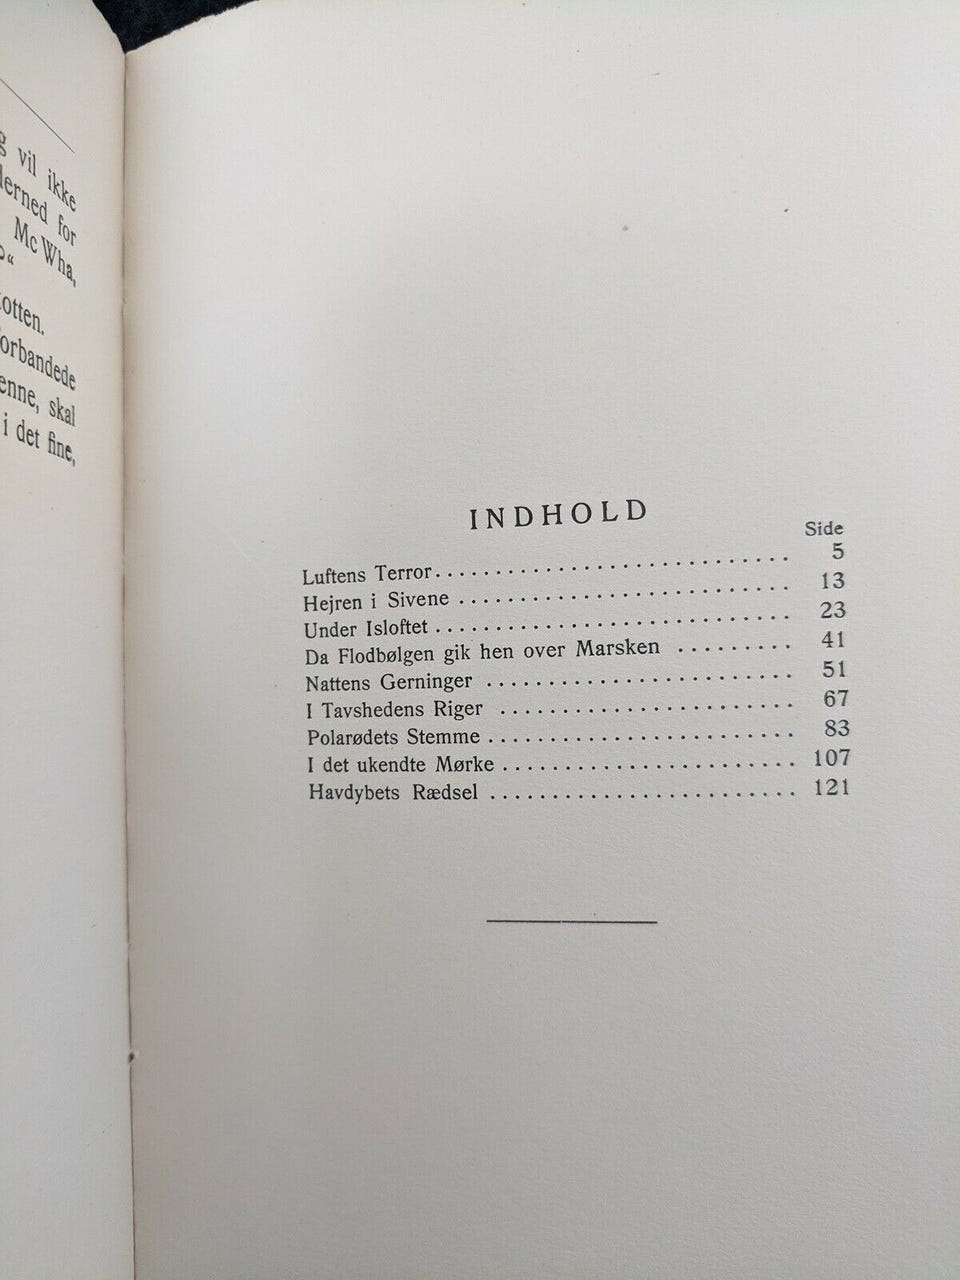 vil ikke
erned for
Mc Wha,
otten.
orbandede
enne, skal
i det fine,
INDHOLD
Side
Luftens Terror............................. 5
Hejren i Sivene ............................ 13
Under Isloftet .............................. 23
Da Flodbølgen gik hen over Marsken ......... 41
Nattens Gerninger .......................... 51
I Tavshedens Riger ......................... 67
Polarødets Stemme .......................... 83
I det ukendte Mørke ......................... 107
Havdybets Rædsel .......................... 121